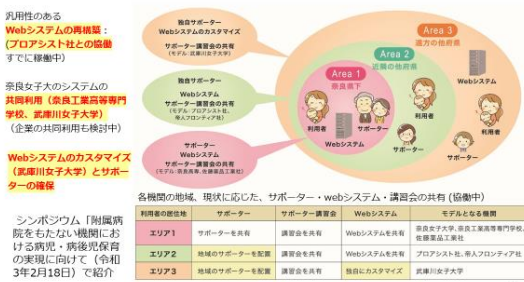 汎用性のある
Webシステムの再構築：
(プロアシスト社との協働
すでに稼働中）
奈良女子大のシステムの
共同利用（奈良工業高等専門
学校、武庫川女子大学）
（企業の共同利用も検討中）
Webシステムのカスタマイズ
（武庫川女子大学）とサポー
ターの確保
シンポジウム「附属病
院をもたない機関にお
ける病児・病後児保育
の実現に向けて（令和
3年2月18日）で紹介
独自サポーター
Webシステムのカスタマイズ
サポーター講習会の共有
（モデル：武庫川女子大学）
独自サポーター
Webシステム
サポーター講習会の共有
（モデル：プロアシスト社、
帝人フロンティア社）
サポーター
Webシステム
サポーター講習会の共有
（モデル：奈良高専、佐藤薬品工業社）
Area 3
遠方の他府県
Area 2
近隣の他府県
Area 1
奈良県下
利用者
サポーター
Webシステム
利用者
サポーター
Webシステム
利用者
サポーター
各機関の地域、現状に応じた、サポーター・webシステム・講習会の共有 (協働中）
利用者の居住地 サポーター サポーター講習会 Webシステム モデルとなる機関
エリア1 サポーターを共有 講習会を共有 Webシステムを共有 奈良女子大学、奈良工業高等専門学校、佐藤薬品工業社
エリア2 地域のサポーターを配置 講習会を共有 Webシステムを共有 プロアシスト社、帝人フロンティア社
エリア3 地域のサポーターを配置 講習会を共有 独自にカスタマイズ 武庫川女子大学